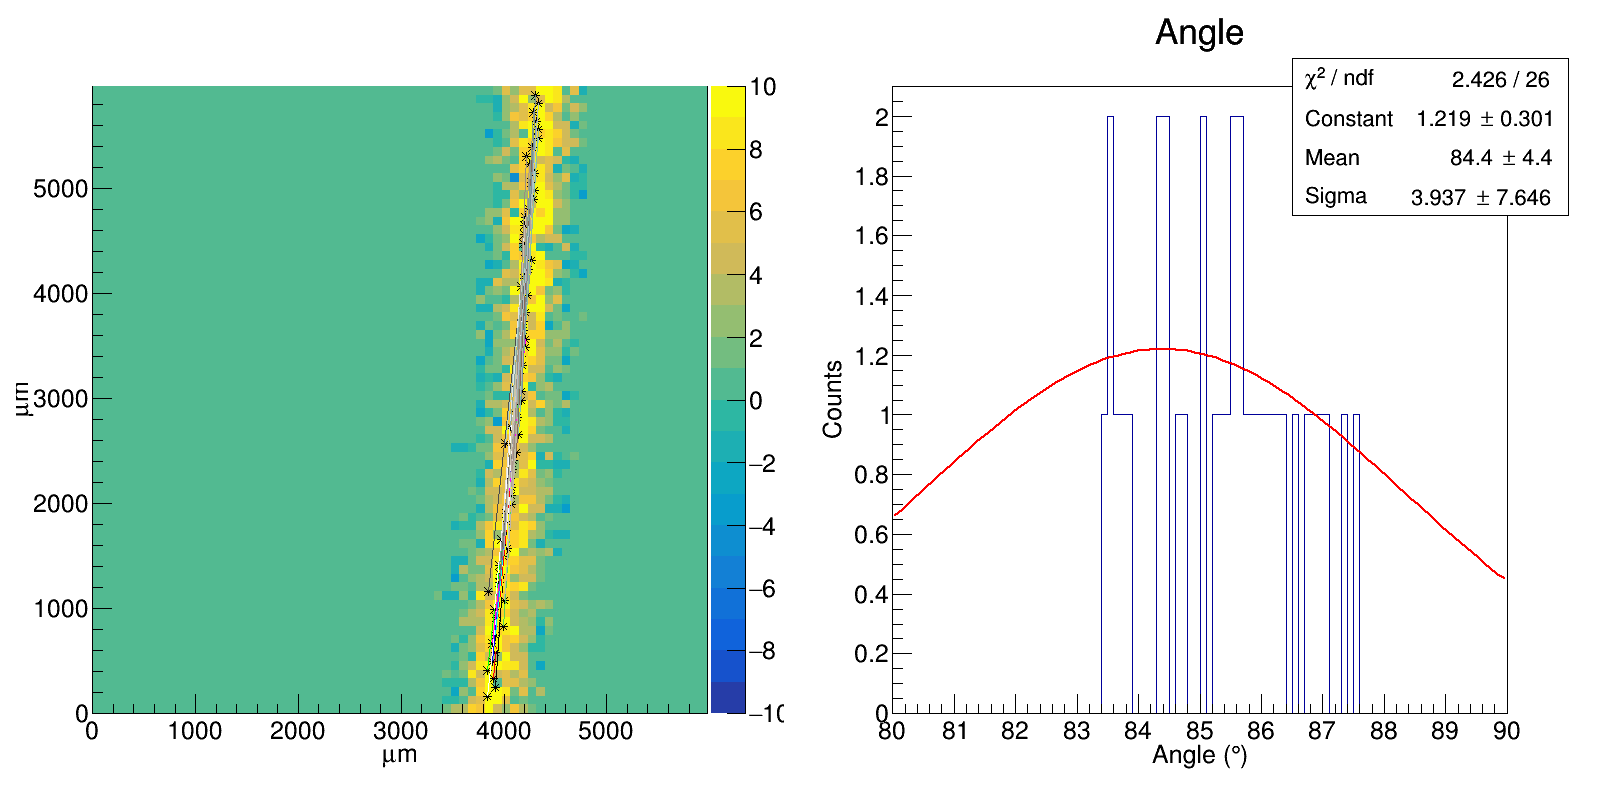 Angle
χ² / ndf 2.426 / 26
Constant 1.219 ± 0.301
Mean 84.4 ± 4.4
Sigma 3.937 ± 7.646
μm
5000
4000
3000
2000
1000
0
0 1000 2000 3000 4000 5000
μm
10
8
6
4
2
0
−2
−4
−6
−8
−10
Counts
2
1.8
1.6
1.4
1.2
1
0.8
0.6
0.4
0.2
0
80 81 82 83 84 85 86 87 88 89 90
Angle (°)